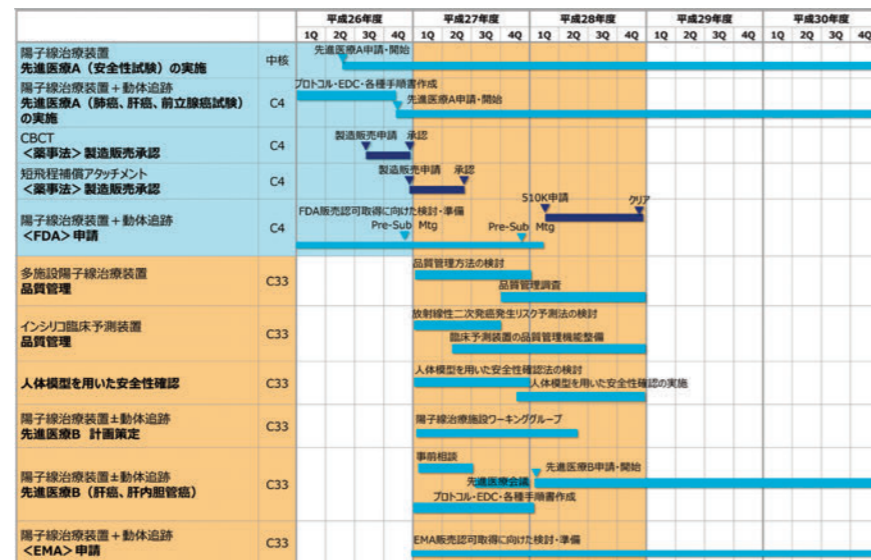 平成26年度 平成27年度 平成28年度 平成29年度 平成30年度
1Q 2Q 3Q 4Q 1Q 2Q 3Q 4Q 1Q 2Q 3Q 4Q 1Q 2Q 3Q 4Q 1Q 2Q 3Q 4Q
陽子線治療装置
先進医療A（安全性試験）の実施
中核
先進医療A申請・開始
陽子線治療装置＋動体追跡
先進医療A（肺癌、肝癌、前立腺癌試験）
の実施
C4
プロトコル・EDC・各種手順書作成
先進医療A申請・開始
CBCT
＜薬事法＞製造販売承認
C4
製造販売申請 承認
短飛程補償アタッチメント
＜薬事法＞製造販売承認
C4
製造販売申請 承認
陽子線治療装置＋動体追跡
＜FDA＞申請
C4
FDA販売認可取得に向けた検討・準備
Pre-Sub Mtg
Pre-Sub Mtg
510K申請
クリア
多施設陽子線治療装置
品質管理
C33
品質管理方法の検討
品質管理調査
インシリコ臨床予測装置
品質管理
C33
放射線性二次発癌発生リスク予測法の検討
臨床予測装置の品質管理機能整備
人体模型を用いた安全性確認
C33
人体模型を用いた安全性確認法の検討
人体模型を用いた安全性確認の実施
陽子線治療装置±動体追跡
先進医療B 計画策定
C33
陽子線治療施設ワーキンググループ
陽子線治療装置±動体追跡
先進医療B（肝癌、肝内胆管癌）
C33
事前相談
先進医療会議
先進医療B申請・開始
プロトコル・EDC・各種手順書作成
陽子線治療装置＋動体追跡
＜EMA＞申請
C33
EMA販売認可取得に向けた検討・準備